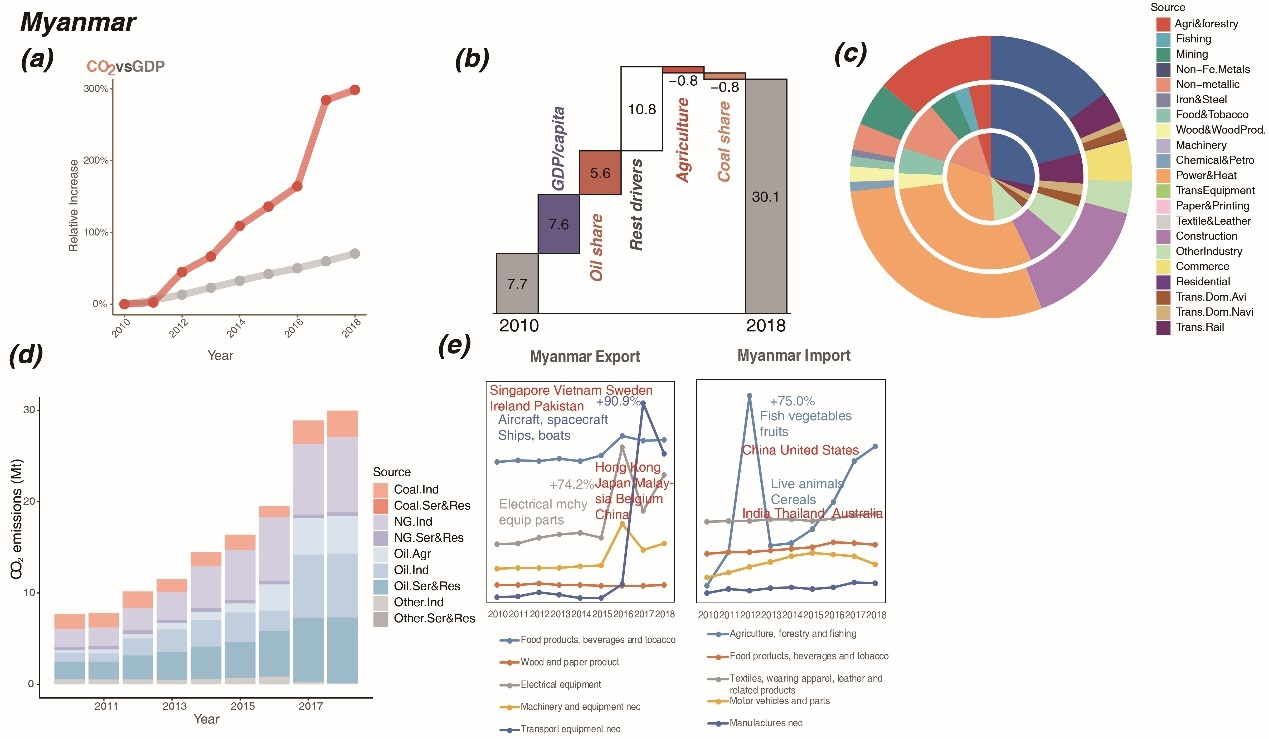 Myanmar
(a)
CO2vsGDP
300%
200%
100%
0%
Relative Increase
2010
2012
2014
2016
2018
Year
(b)
7.7
7.6
GDP/capita
5.6
Oil share
10.8
Rest drivers
−0.8
Agriculture
−0.8
Coal share
30.1
2010
2018
(c)
Source
Agri&forestry
Fishing
Mining
Non−Fe.Metals
Non−metallic
Iron&Steel
Food&Tobacco
Wood&WoodProd.
Machinery
Chemical&Petro
Power&Heat
TransEquipment
Paper&Printing
Textile&Leather
Construction
OtherIndustry
Commerce
Residential
Trans.Dom.Avi
Trans.Dom.Navi
Trans.Rail
(d)
CO2 emissions (Mt)
30
20
10
0
2011
2013
2015
2017
Year
Source
Coal.Ind
Coal.Ser&Res
NG.Ind
NG.Ser&Res
Oil.Agr
Oil.Ind
Oil.Ser&Res
Other.Ind
Other.Ser&Res
(e)
Myanmar Export
Singapore Vietnam Sweden
Ireland Pakistan
+90.9%
Aircraft, spacecraft
Ships, boats
Hong Kong
Japan Malay-
sia Belgium
China
+74.2%
Electrical mchy
equip parts
2010 2011 2012 2013 2014 2015 2016 2017 2018
Food products, beverages and tobacco
Wood and paper product
Electrical equipment
Machinery and equipment nec
Transport equipment nec
Myanmar Import
+75.0%
Fish vegetables
fruits
China United States
Live animals
Cereals
India Thailand Australia
2010 2011 2012 2013 2014 2015 2016 2017 2018
Agriculture, forestry and fishing
Food products, beverages and tobacco
Textiles, wearing apparel, leather and
related products
Motor vehicles and parts
Manufactures nec